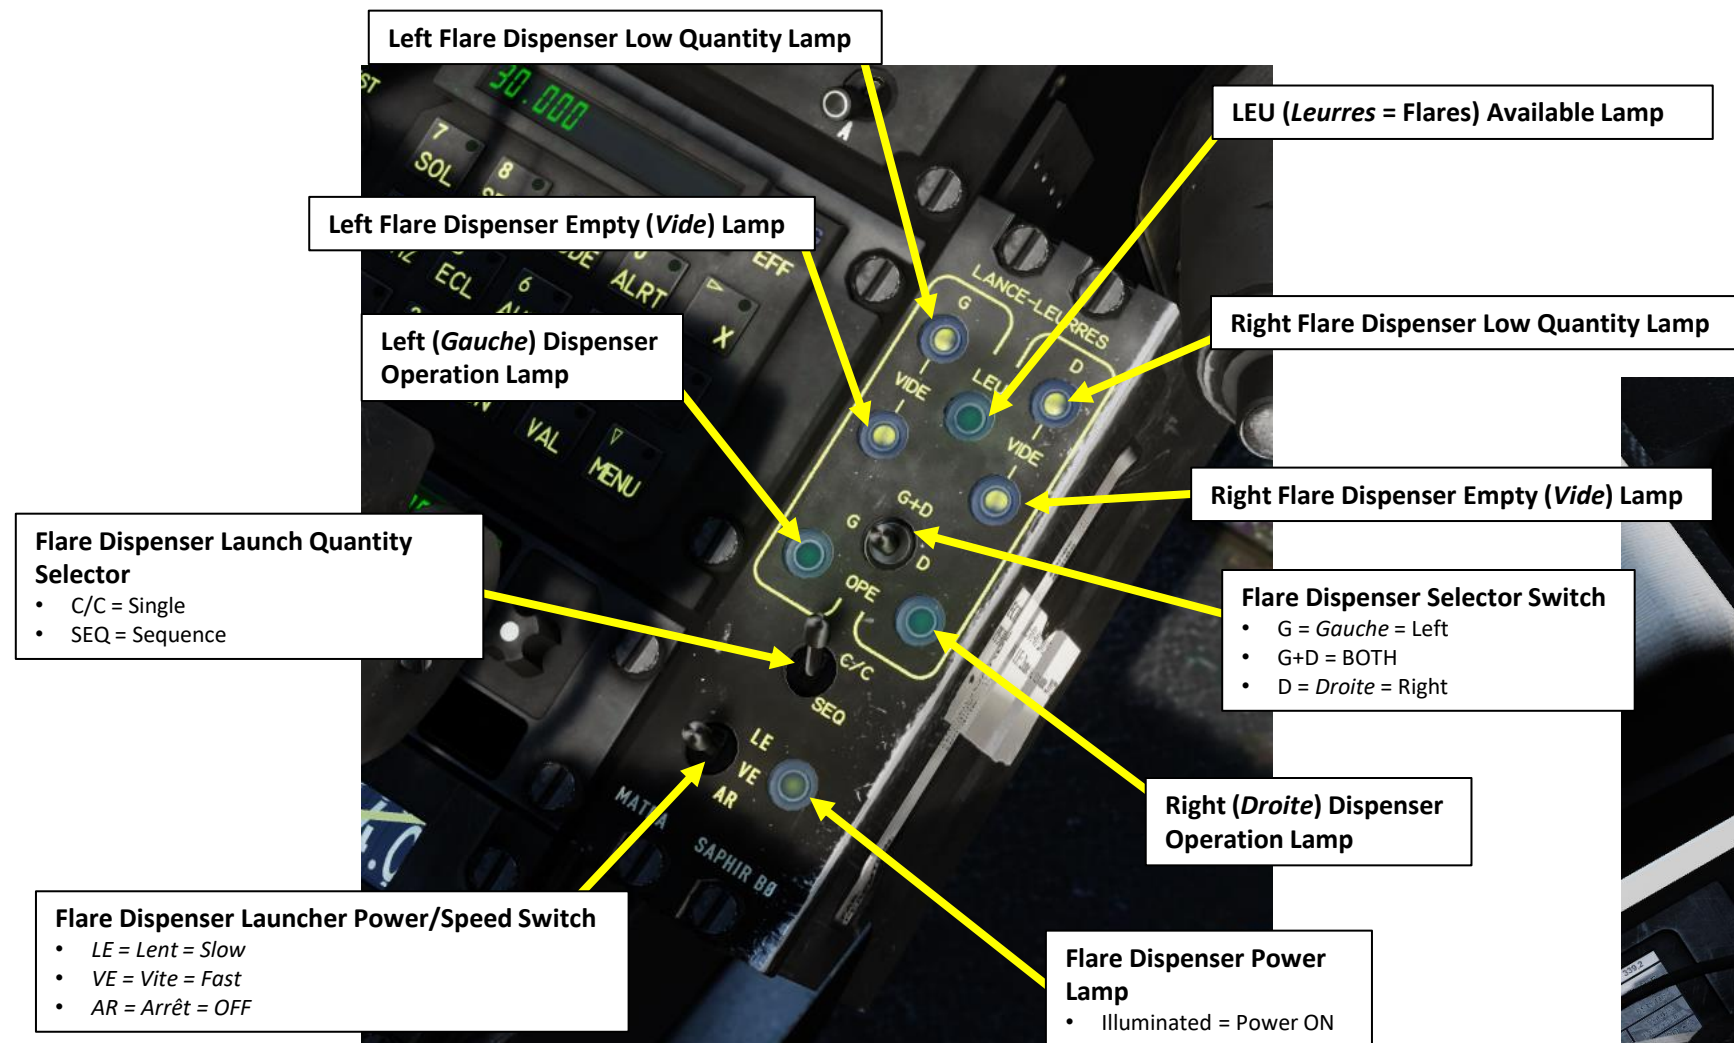 Left Flare Dispenser Low Quantity Lamp
LEU (Leurres = Flares) Available Lamp
Left Flare Dispenser Empty (Vide) Lamp
Right Flare Dispenser Low Quantity Lamp
Left (Gauche) Dispenser
Operation Lamp
Right Flare Dispenser Empty (Vide) Lamp
Flare Dispenser Launch Quantity
Selector
• C/C = Single
• SEQ = Sequence
Flare Dispenser Selector Switch
• G = Gauche = Left
• G+D = BOTH
• D = Droite = Right
Right (Droite) Dispenser
Operation Lamp
Flare Dispenser Launcher Power/Speed Switch
• LE = Lent = Slow
• VE = Vite = Fast
• AR = Arrêt = OFF
Flare Dispenser Power
Lamp
• Illuminated = Power ON
30.000
A
7
SOL
8
EFF
ECL
6
ALRT
X
VAL
MENU
LANCE-LEURRES
G
D
VIDE
LEU
VIDE
G+D
G
D
OPE
C/C
SEQ
LE
VE
AR
MATRA
SAPHIR BØ
339.2